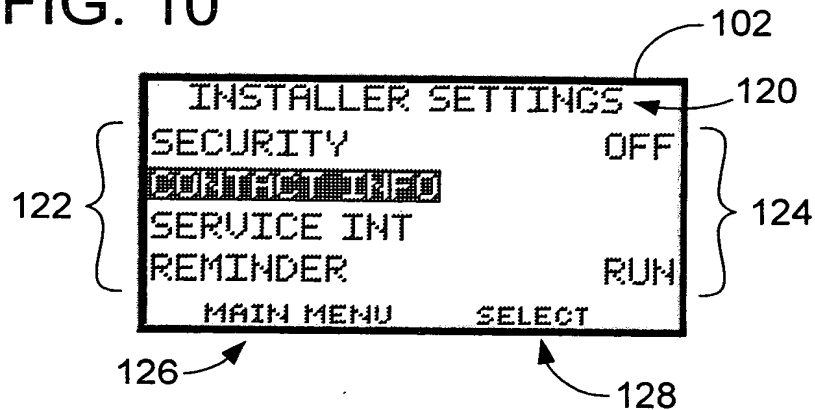 FIG. 10
102
INSTALLER SETTINGS
120
SECURITY OFF
CONTACT INFO
122
SERVICE INT
124
REMINDER RUN
MAIN MENU SELECT
126
128